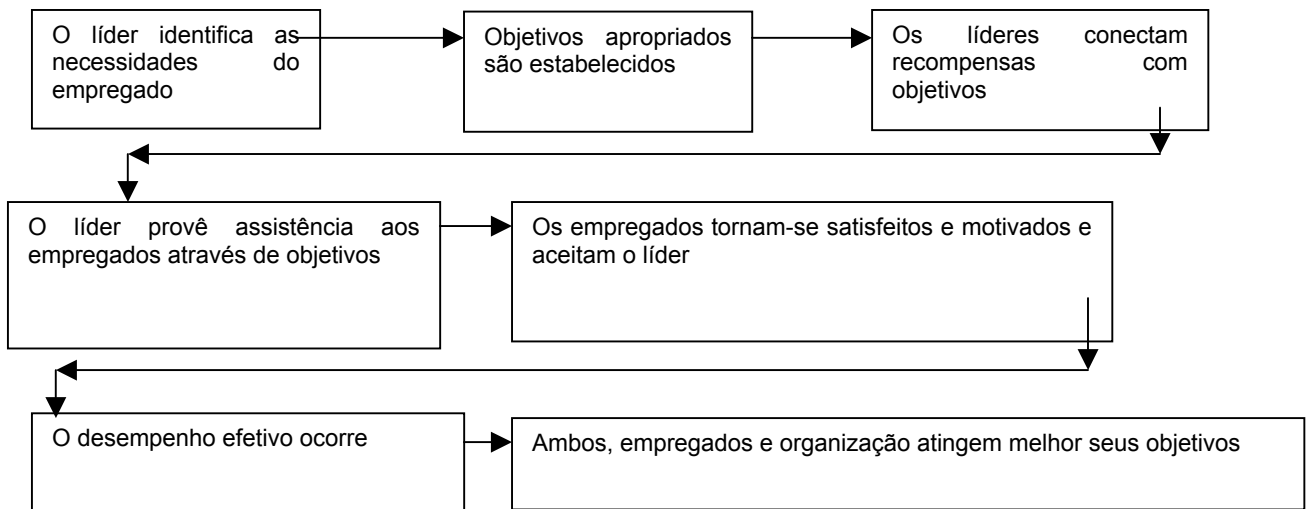 O líder identifica as
necessidades do
empregado
Objetivos apropriados
são estabelecidos
Os líderes conectam
recompensas com
objetivos
O líder provê assistência aos
empregados através de objetivos
Os empregados tornam-se satisfeitos e motivados e
aceitam o líder
O desempenho efetivo ocorre
Ambos, empregados e organização atingem melhor seus objetivos